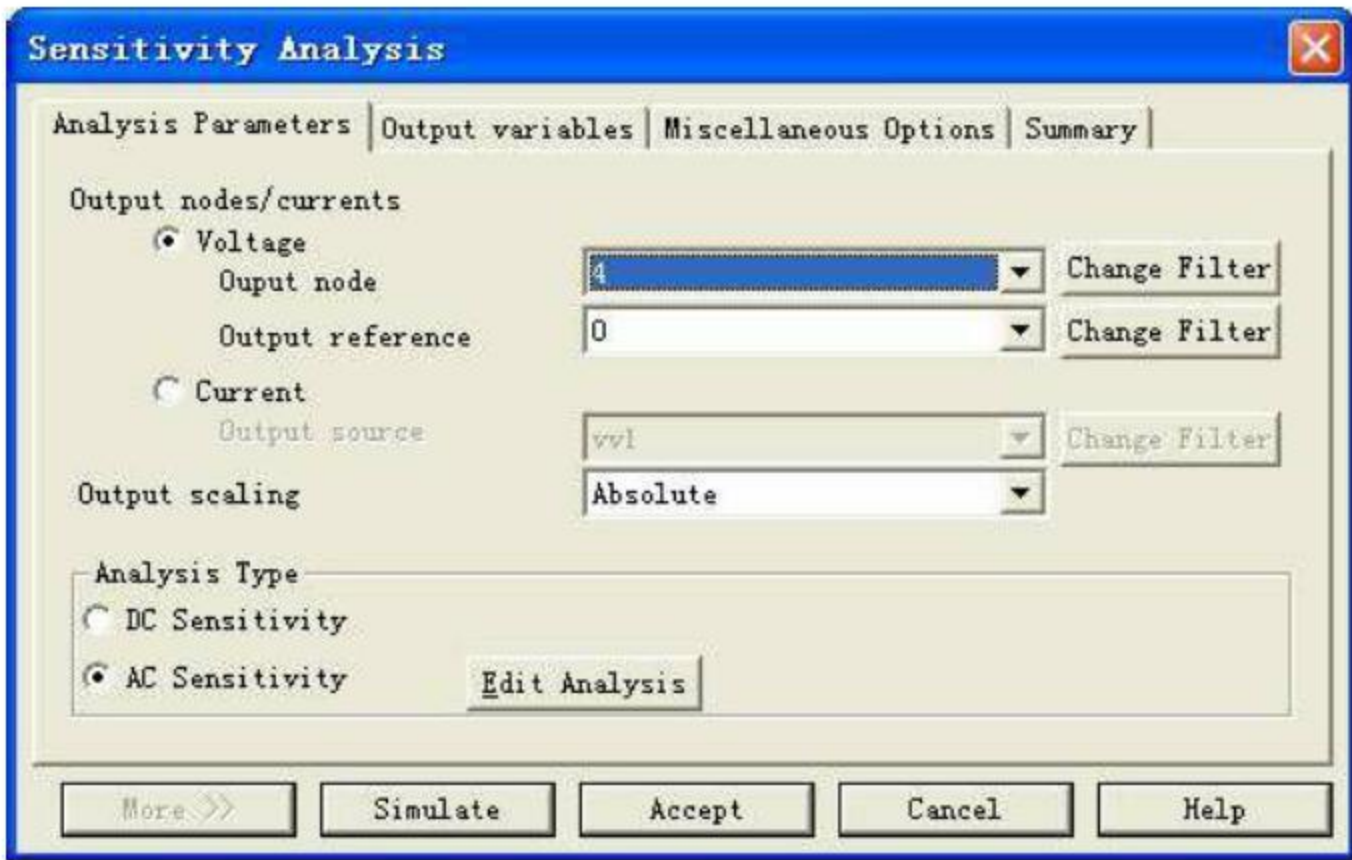 Sensitivity Analysis
Analysis Parameters Output variables Miscellaneous Options Summary
Output nodes/currents
Voltage
Ouput node 4 Change Filter
Output reference 0 Change Filter
Current
Output source vv1 Change Filter
Output scaling Absolute
Analysis Type
DC Sensitivity
AC Sensitivity Edit Analysis
More >> Simulate Accept Cancel Help